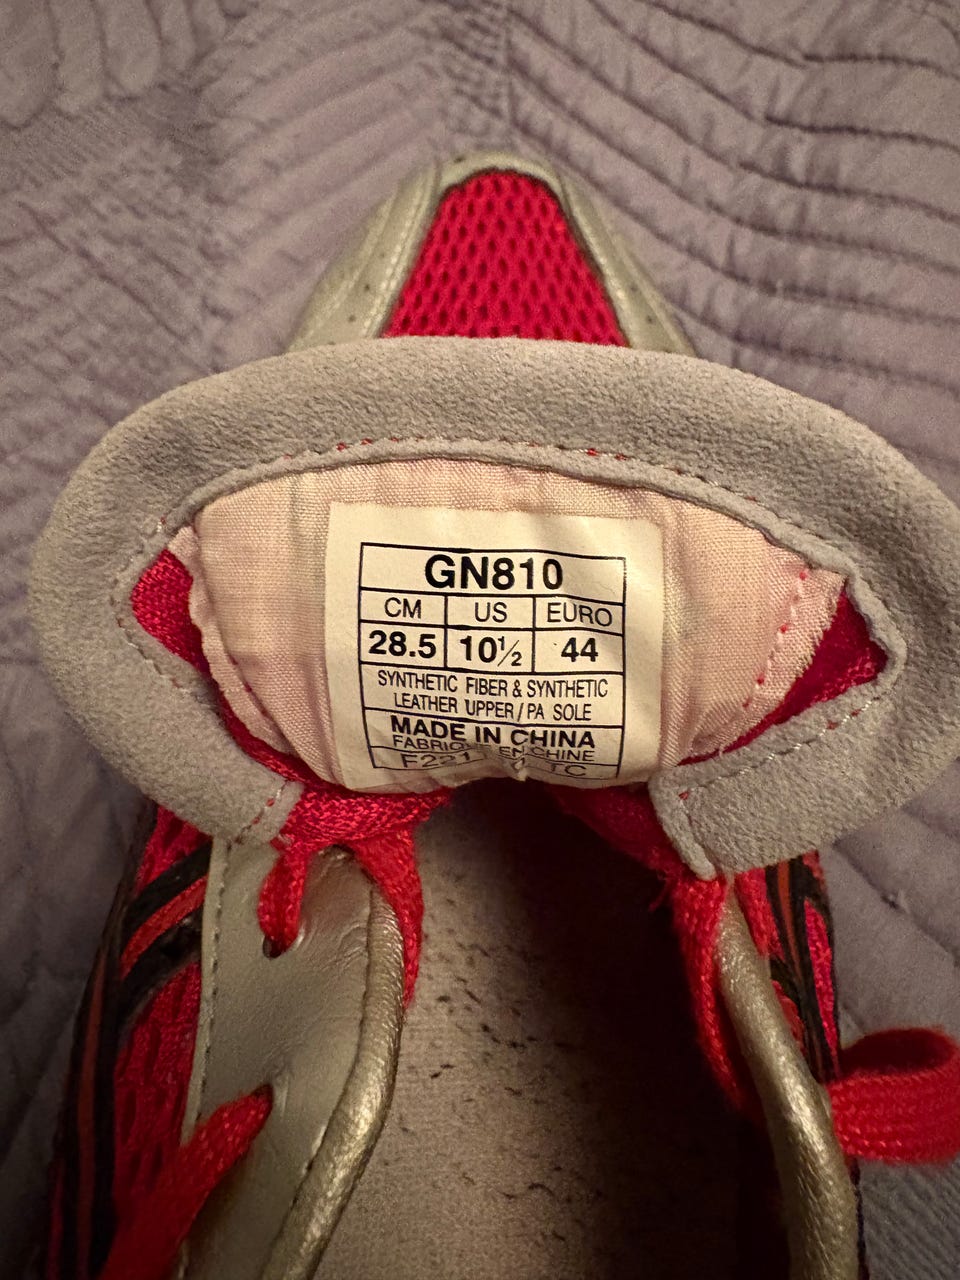 GN810
CM US EURO
28.5 10½ 44
SYNTHETIC FIBER & SYNTHETIC
LEATHER UPPER / PA SOLE
MADE IN CHINA
FABRIQUE EN CHINE
TC